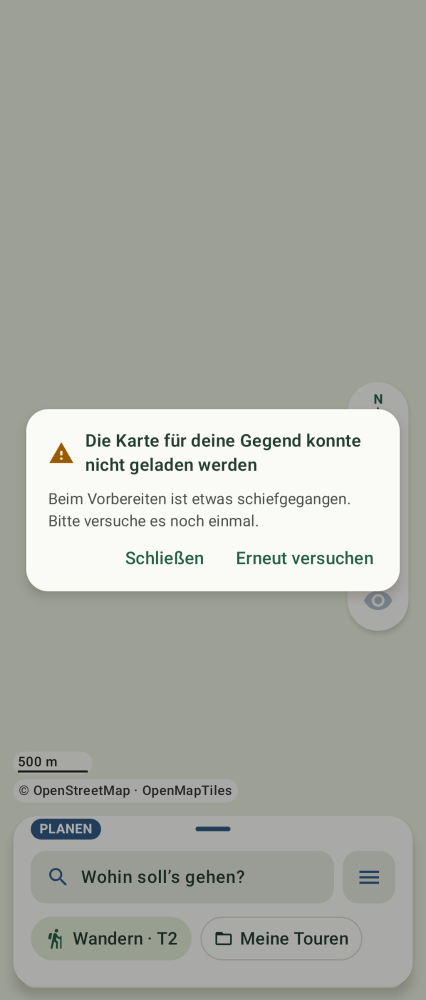 N
Die Karte für deine Gegend konnte
nicht geladen werden
Beim Vorbereiten ist etwas schiefgegangen.
Bitte versuche es noch einmal.
Schließen Erneut versuchen
500 m
© OpenStreetMap · OpenMapTiles
PLANEN
Wohin soll’s gehen?
Wandern · T2 Meine Touren